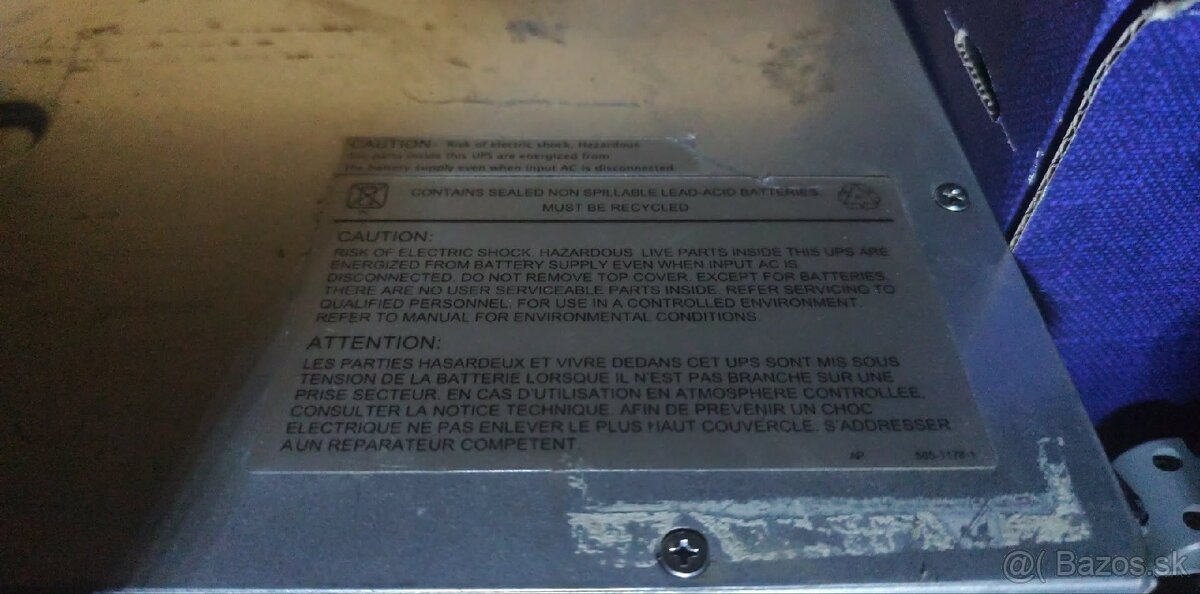 CAUTION: Risk of electric shock. Hazardous
live parts inside this UPS are energized from
the battery supply even when input AC is disconnected.
CONTAINS SEALED NON SPILLABLE LEAD-ACID BATTERIES
MUST BE RECYCLED
CAUTION:
RISK OF ELECTRIC SHOCK. HAZARDOUS LIVE PARTS INSIDE THIS UPS ARE
ENERGIZED FROM BATTERY SUPPLY EVEN WHEN INPUT AC IS
DISCONNECTED. DO NOT REMOVE TOP COVER. EXCEPT FOR BATTERIES,
THERE ARE NO USER SERVICEABLE PARTS INSIDE. REFER SERVICING TO
QUALIFIED PERSONNEL. FOR USE IN A CONTROLLED ENVIRONMENT.
REFER TO MANUAL FOR ENVIRONMENTAL CONDITIONS.
ATTENTION:
LES PARTIES HASARDEUX ET VIVRE DEDANS CET UPS SONT MIS SOUS
TENSION DE LA BATTERIE LORSQUE IL N'EST PAS BRANCHE SUR UNE
PRISE SECTEUR. EN CAS D'UTILISATION EN ATMOSPHERE CONTROLLEE,
CONSULTER LA NOTICE TECHNIQUE. AFIN DE PREVENIR UN CHOC
ELECTRIQUE NE PAS ENLEVER LE PLUS HAUT COUVERCLE. S'ADDRESSER
AUN REPARATEUR COMPETENT.
AP
@( Bazos.sk